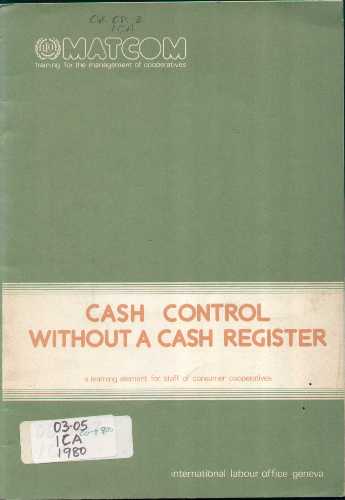 ICA
MATCOM
training for the management of cooperatives
CASH CONTROL
WITHOUT A CASH REGISTER
a learning element for staff of consumer cooperatives
03-05
ICA
1980
international labour office geneva